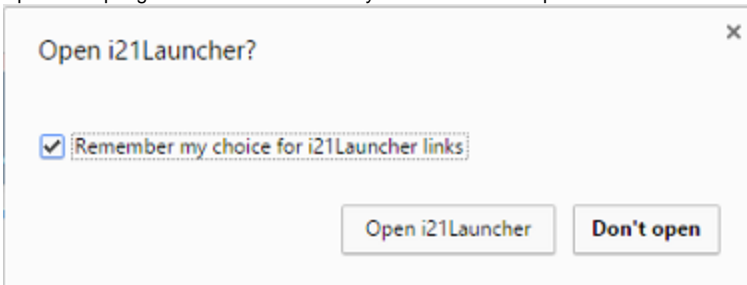 Open i21Launcher?
Remember my choice for i21Launcher links
Open i21Launcher
Don't open